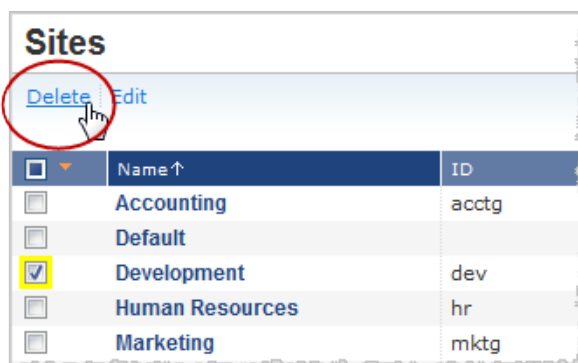 Sites
Delete Edit
Name↑ ID
Accounting acctg
Default
Development dev
Human Resources hr
Marketing mktg